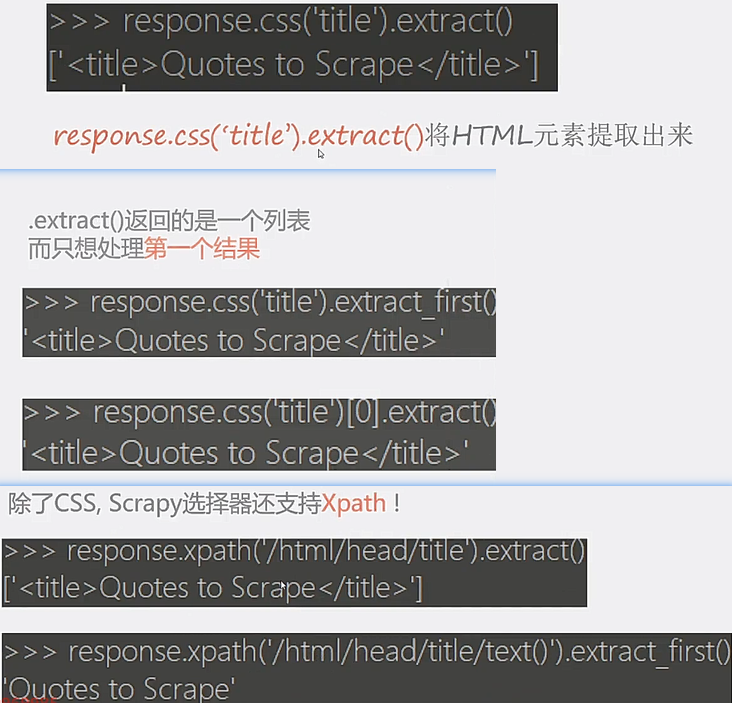 >>> response.css('title').extract()
['<title>Quotes to Scrape</title>']
response.css(‘title’).extract()将HTML元素提取出来
.extract()返回的是一个列表
而只想处理第一个结果
>>> response.css('title').extract_first()
'<title>Quotes to Scrape</title>'
>>> response.css('title')[0].extract()
'<title>Quotes to Scrape</title>'
除了CSS, Scrapy选择器还支持Xpath！
>>> response.xpath('/html/head/title').extract()
['<title>Quotes to Scrape</title>']
>>> response.xpath('/html/head/title/text()').extract_first()
'Quotes to Scrape'